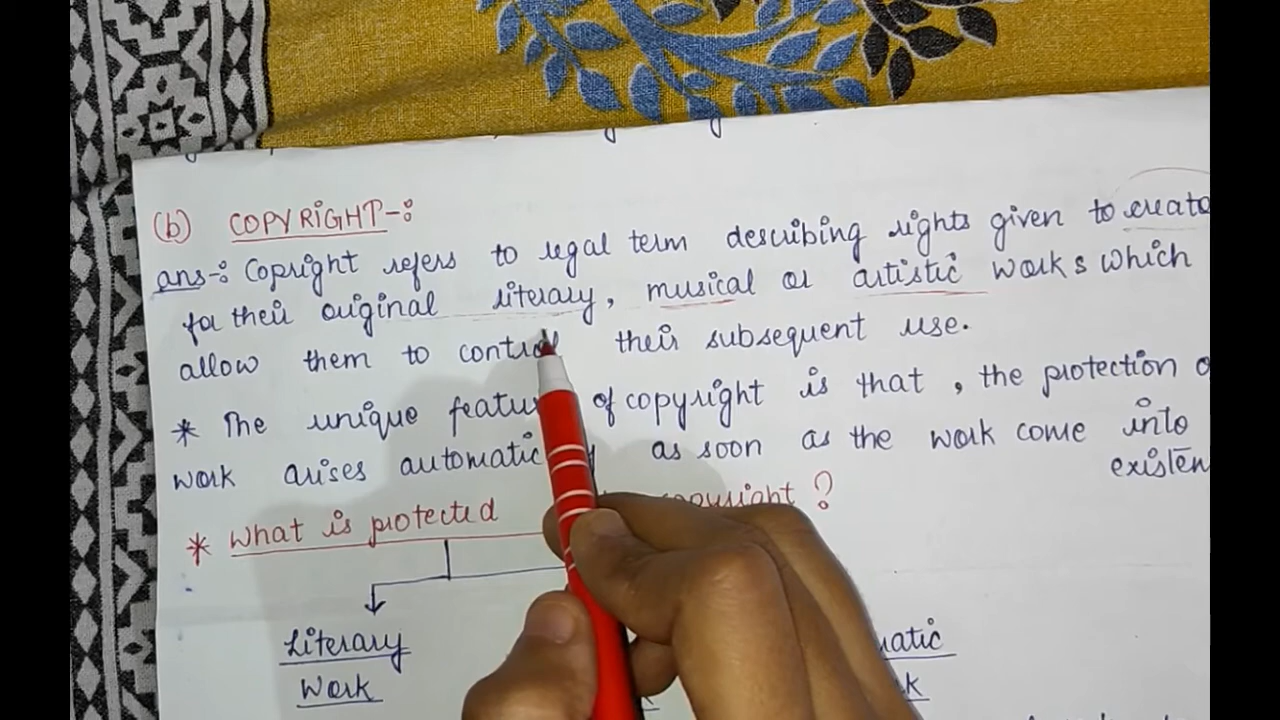 (b) COPYRIGHT-:
ans-: Copright refers to legal term describing rights given to
for their original literary, musical or artistic works which
allow them to control their subsequent use.
* The unique of copyright is that, the protection
work arises as soon as the work come into
* What is protected copyright?
Literary
Work